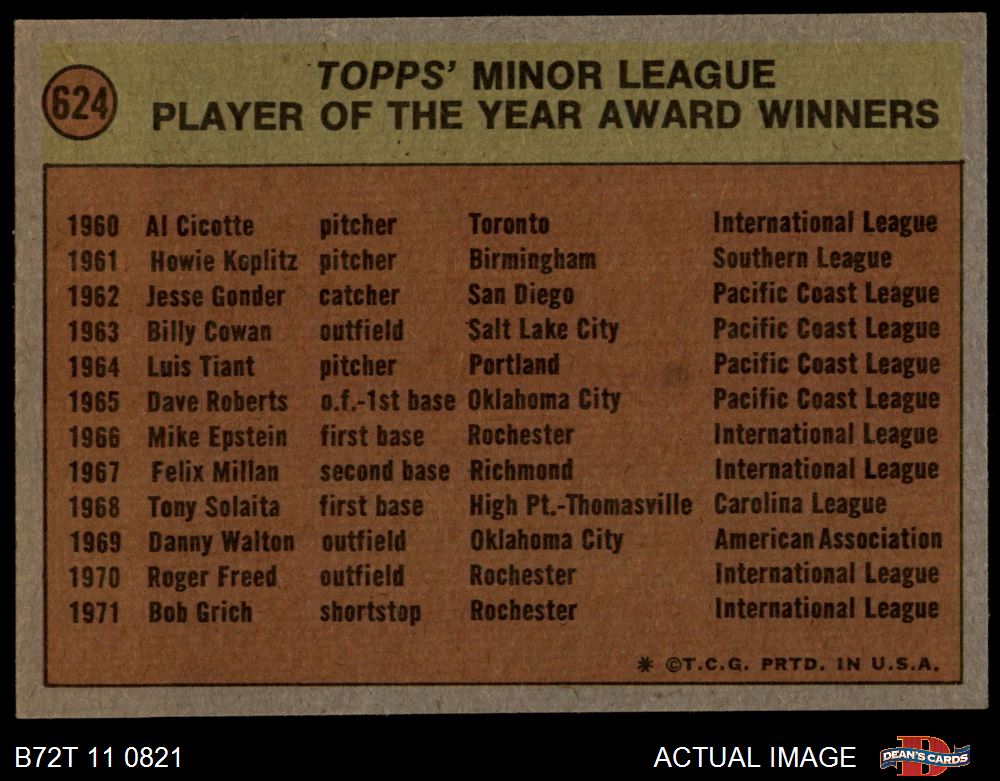 624
TOPPS' MINOR LEAGUE
PLAYER OF THE YEAR AWARD WINNERS
1960 Al Cicotte pitcher Toronto International League
1961 Howie Koplitz pitcher Birmingham Southern League
1962 Jesse Gonder catcher San Diego Pacific Coast League
1963 Billy Cowan outfield Salt Lake City Pacific Coast League
1964 Luis Tiant pitcher Portland Pacific Coast League
1965 Dave Roberts o.f.-1st base Oklahoma City Pacific Coast League
1966 Mike Epstein first base Rochester International League
1967 Felix Millan second base Richmond International League
1968 Tony Solaita first base High Pt.-Thomasville Carolina League
1969 Danny Walton outfield Oklahoma City American Association
1970 Roger Freed outfield Rochester International League
1971 Bob Grich shortstop Rochester International League
* ©T.C.G. PRTD. IN U.S.A.
B72T 11 0821 ACTUAL IMAGE DEAN'S CARDS